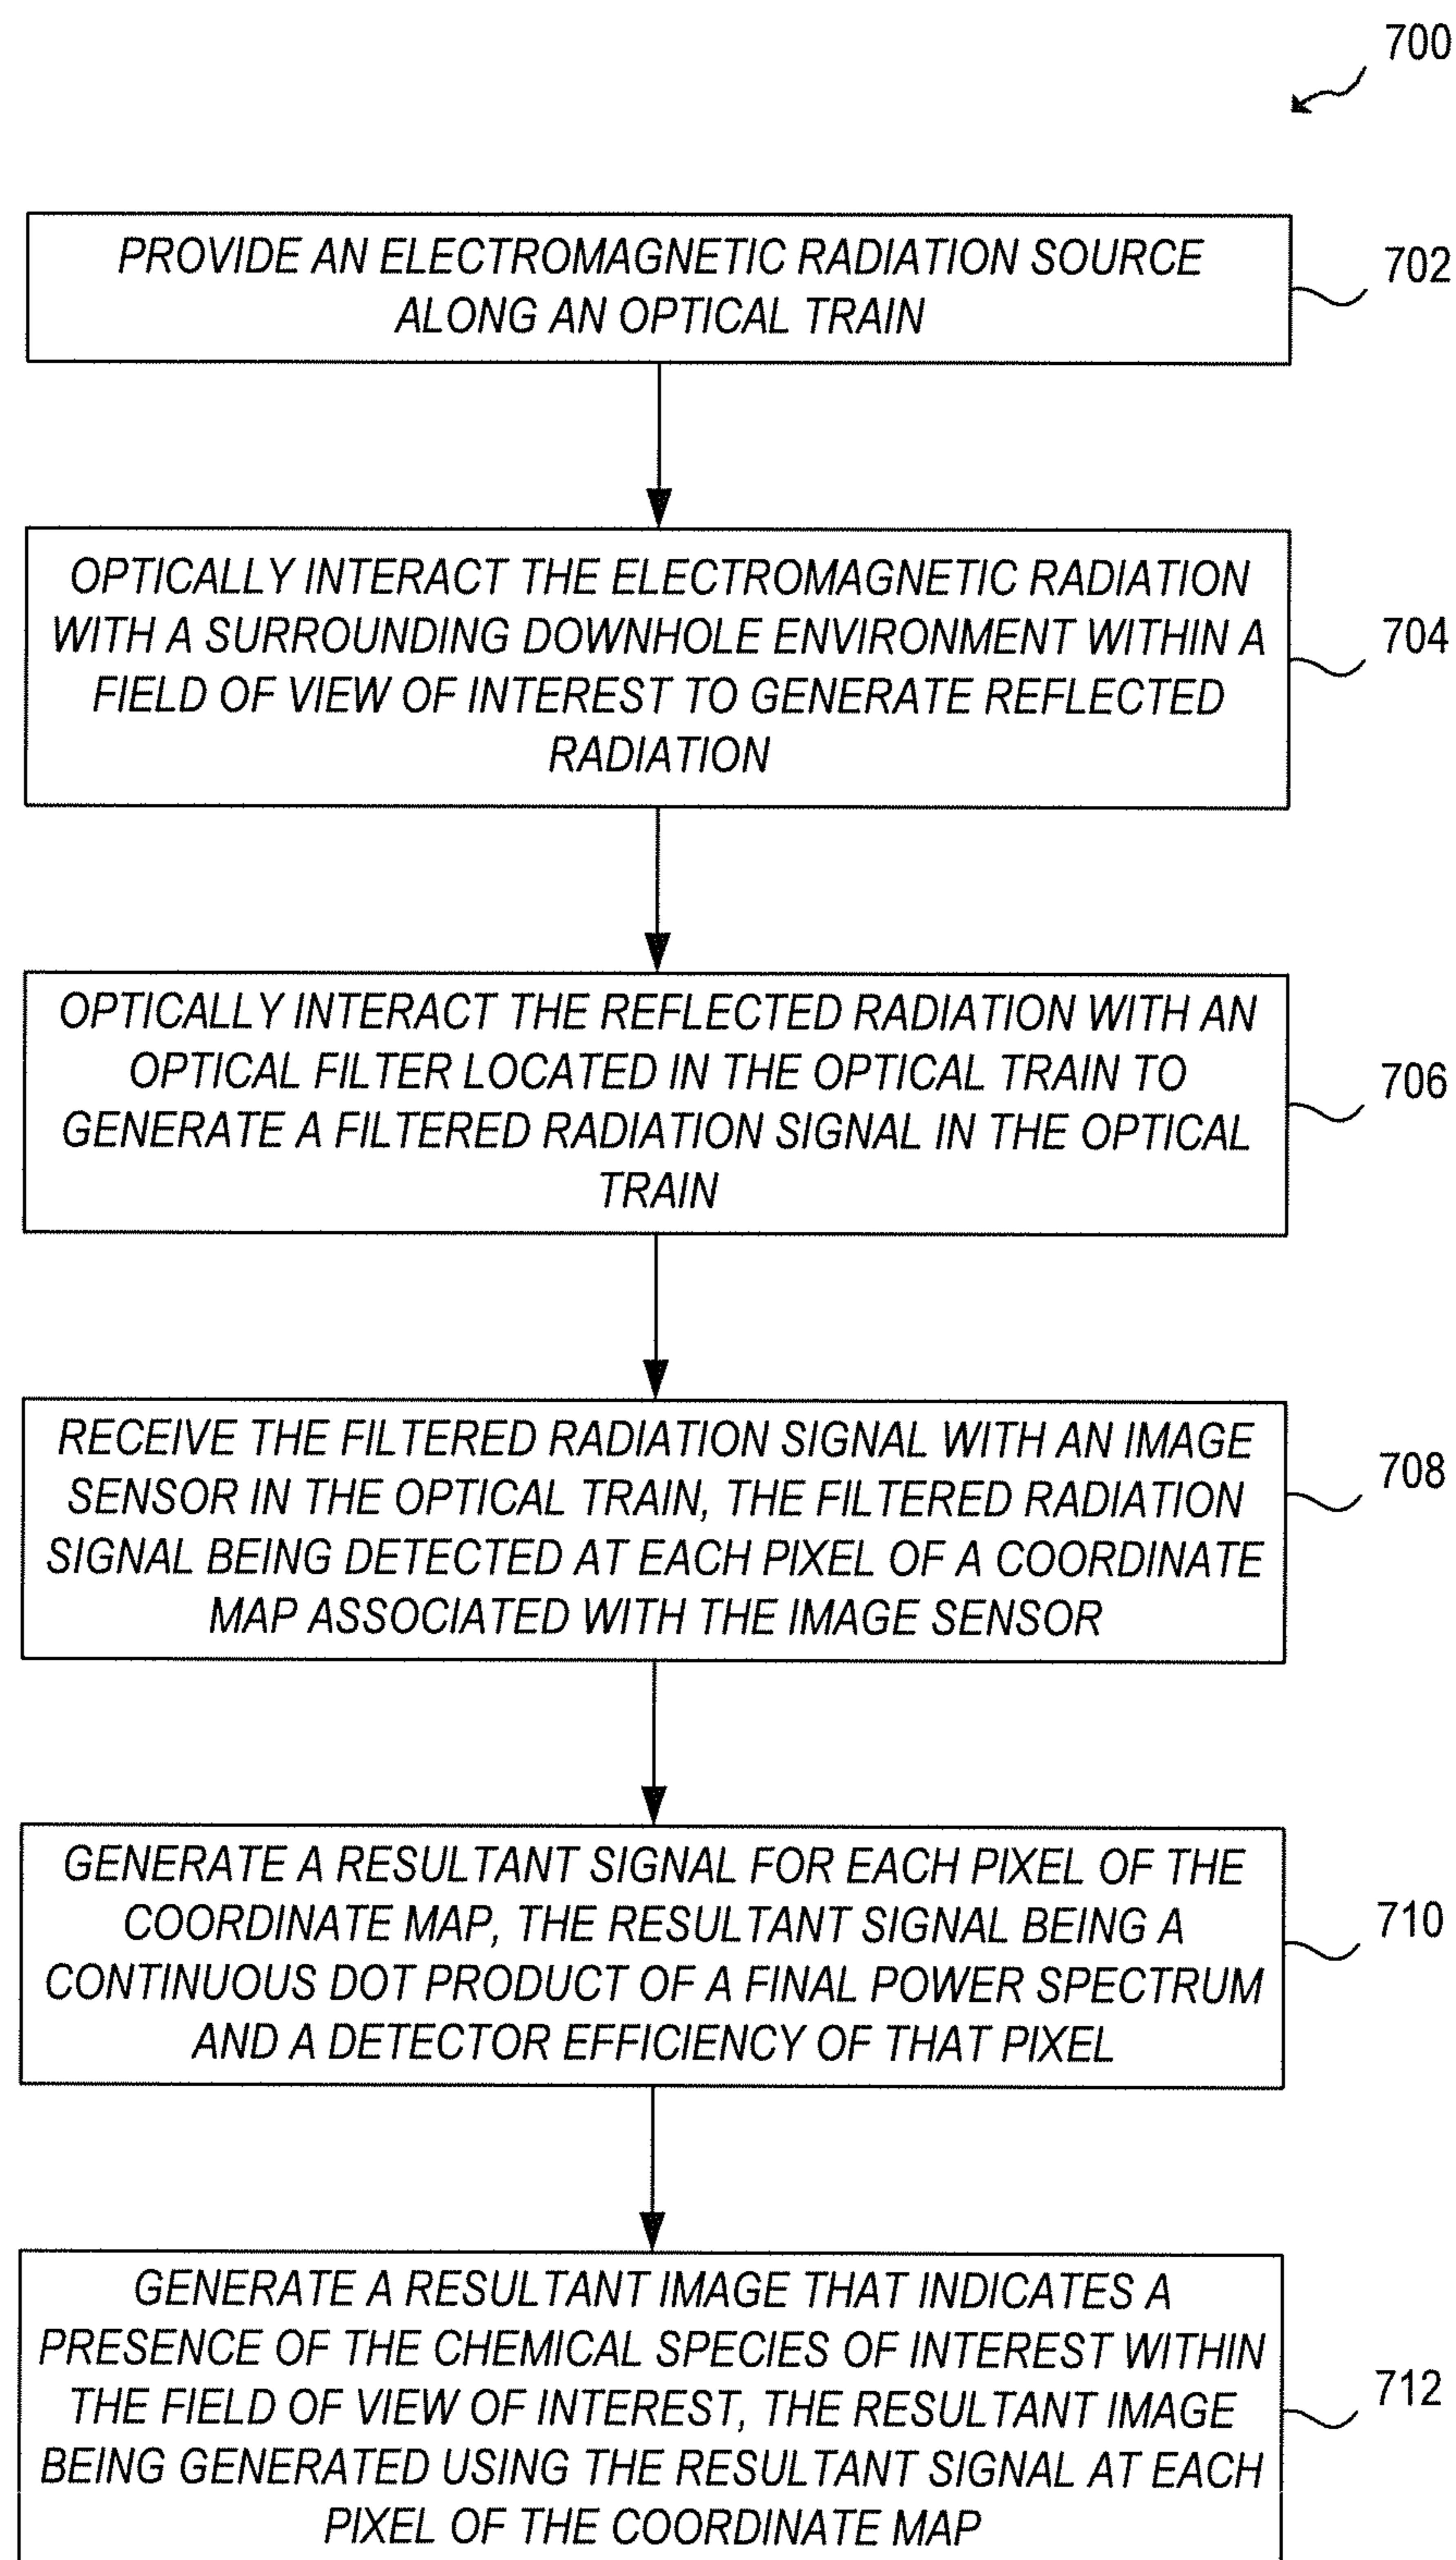 700
PROVIDE AN ELECTROMAGNETIC RADIATION SOURCE
ALONG AN OPTICAL TRAIN
702
OPTICALLY INTERACT THE ELECTROMAGNETIC RADIATION
WITH A SURROUNDING DOWNHOLE ENVIRONMENT WITHIN A
FIELD OF VIEW OF INTEREST TO GENERATE REFLECTED
RADIATION
704
OPTICALLY INTERACT THE REFLECTED RADIATION WITH AN
OPTICAL FILTER LOCATED IN THE OPTICAL TRAIN TO
GENERATE A FILTERED RADIATION SIGNAL IN THE OPTICAL
TRAIN
706
RECEIVE THE FILTERED RADIATION SIGNAL WITH AN IMAGE
SENSOR IN THE OPTICAL TRAIN, THE FILTERED RADIATION
SIGNAL BEING DETECTED AT EACH PIXEL OF A COORDINATE
MAP ASSOCIATED WITH THE IMAGE SENSOR
708
GENERATE A RESULTANT SIGNAL FOR EACH PIXEL OF THE
COORDINATE MAP, THE RESULTANT SIGNAL BEING A
CONTINUOUS DOT PRODUCT OF A FINAL POWER SPECTRUM
AND A DETECTOR EFFICIENCY OF THAT PIXEL
710
GENERATE A RESULTANT IMAGE THAT INDICATES A
PRESENCE OF THE CHEMICAL SPECIES OF INTEREST WITHIN
THE FIELD OF VIEW OF INTEREST, THE RESULTANT IMAGE
BEING GENERATED USING THE RESULTANT SIGNAL AT EACH
PIXEL OF THE COORDINATE MAP
712